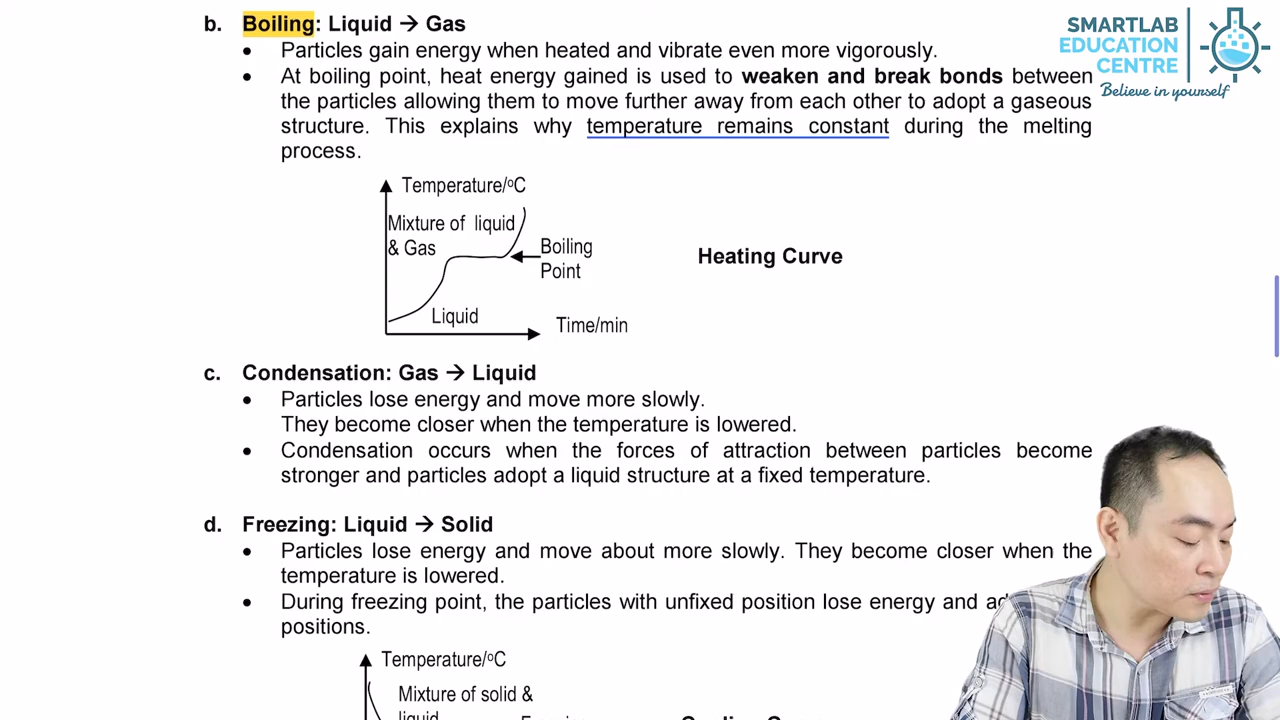 b. Boiling: Liquid → Gas
• Particles gain energy when heated and vibrate even more vigorously.
• At boiling point, heat energy gained is used to weaken and break bonds between
the particles allowing them to move further away from each other to adopt a gaseous
structure. This explains why temperature remains constant during the melting
process.
SMARTLAB
EDUCATION
CENTRE
Believe in yourself
Temperature/°C
Mixture of liquid
& Gas
Boiling
Point
Heating Curve
Liquid
Time/min
c. Condensation: Gas → Liquid
• Particles lose energy and move more slowly.
They become closer when the temperature is lowered.
• Condensation occurs when the forces of attraction between particles become
stronger and particles adopt a liquid structure at a fixed temperature.
d. Freezing: Liquid → Solid
• Particles lose energy and move about more slowly. They become closer when the
temperature is lowered.
• During freezing point, the particles with unfixed position lose energy and
positions.
Temperature/°C
Mixture of solid &
liquid